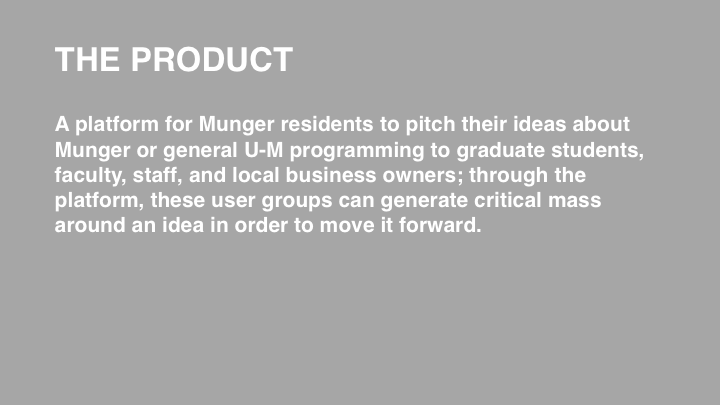 THE PRODUCT
A platform for Munger residents to pitch their ideas about
Munger or general U-M programming to graduate students,
faculty, staff, and local business owners; through the
platform, these user groups can generate critical mass
around an idea in order to move it forward.